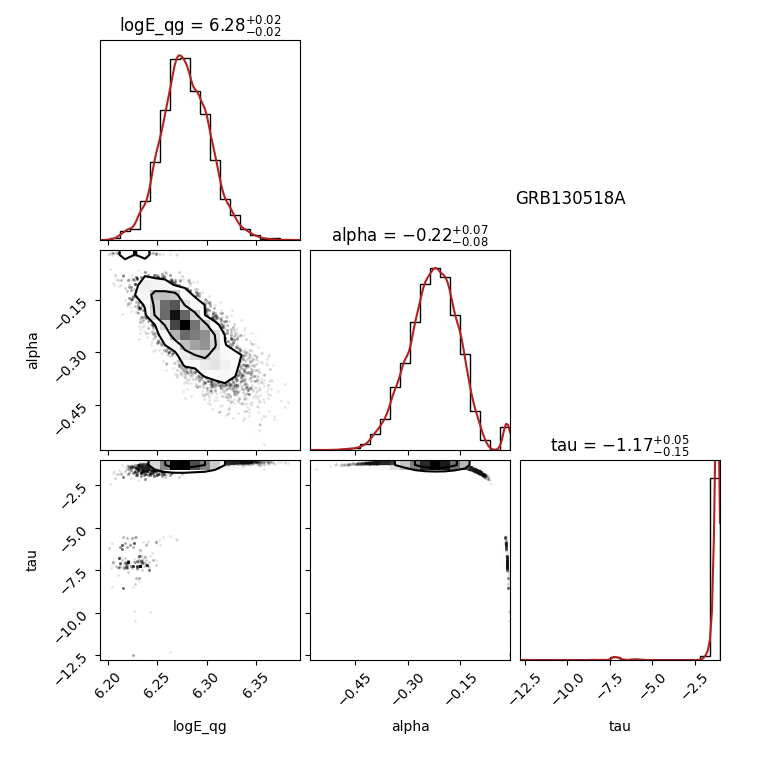 logE_qg = 6.28+0.02 −0.02
GRB130518A
alpha = −0.22+0.07 −0.08
−0.15
−0.30
−0.45
alpha
tau = −1.17+0.05 −0.15
−2.5
−5.0
−7.5
−10.0
−12.5
tau
6.20 6.25 6.30 6.35
−0.45 −0.30 −0.15
−12.5 −10.0 −7.5 −5.0 −2.5
logE_qg alpha tau